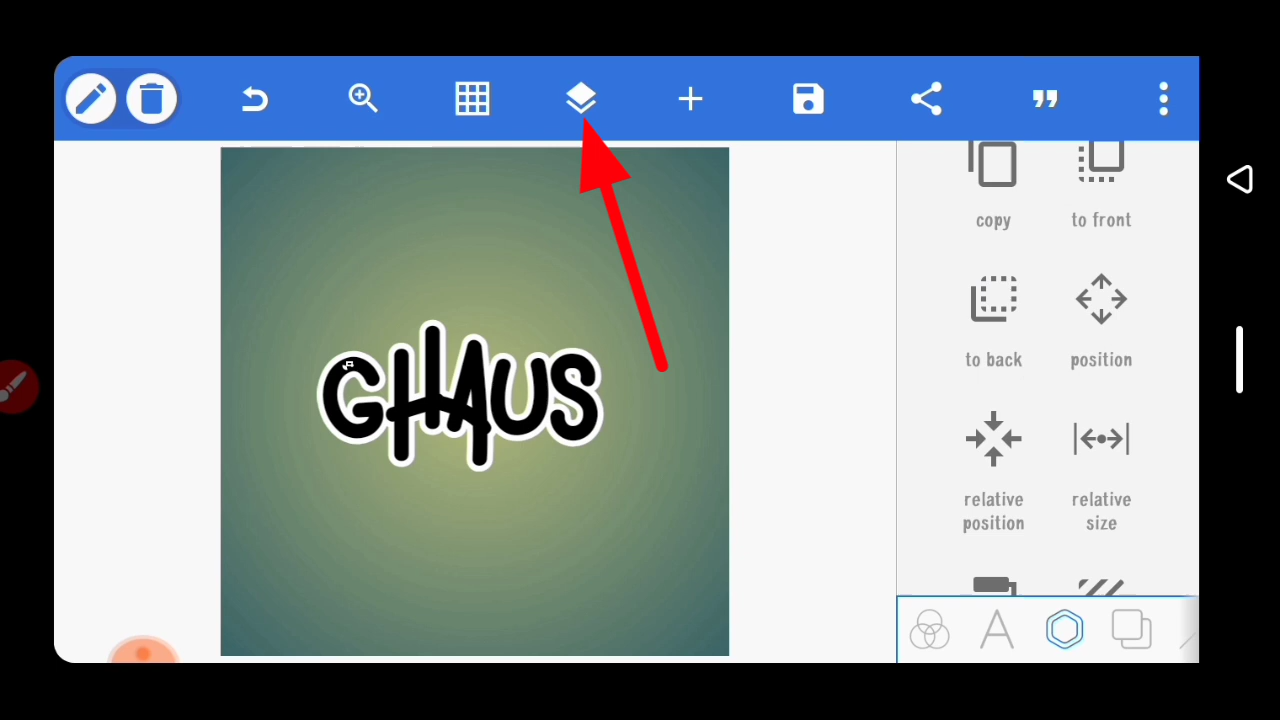 GHAUS
copy
to front
to back
position
relative
position
relative
size